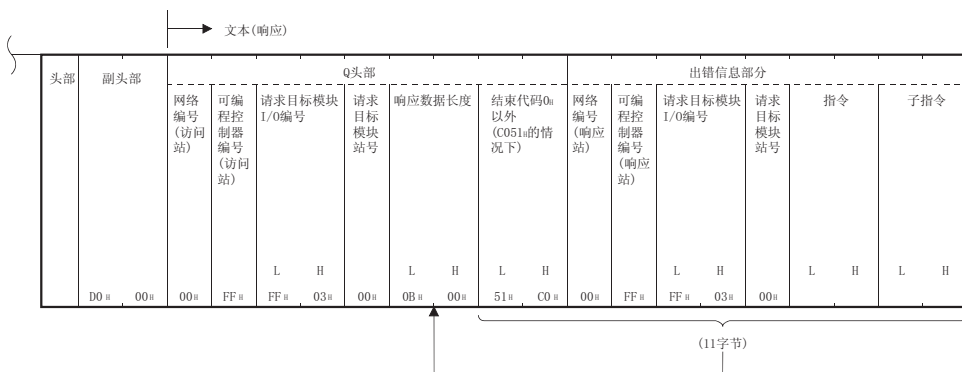 文本(响应)
头部
副头部
Q头部
出错信息部分
网络
编号
(访问
站)
可编
程控
制器
编号
(访问
站)
请求目标模块
I/O编号
请求
目标
模块
站号
响应数据长度
结束代码0H
以外
(C051H的情
况下)
网络
编号
(响应
站)
可编
程控
制器
编号
(响应
站)
请求目标模块
I/O编号
请求
目标
模块
站号
指令
子指令
L H L H L H L H L H L H
D0H 00H 00H FFH FFH 03H 00H 0BH 00H 51H C0H 00H FFH FFH 03H 00H
(11字节)